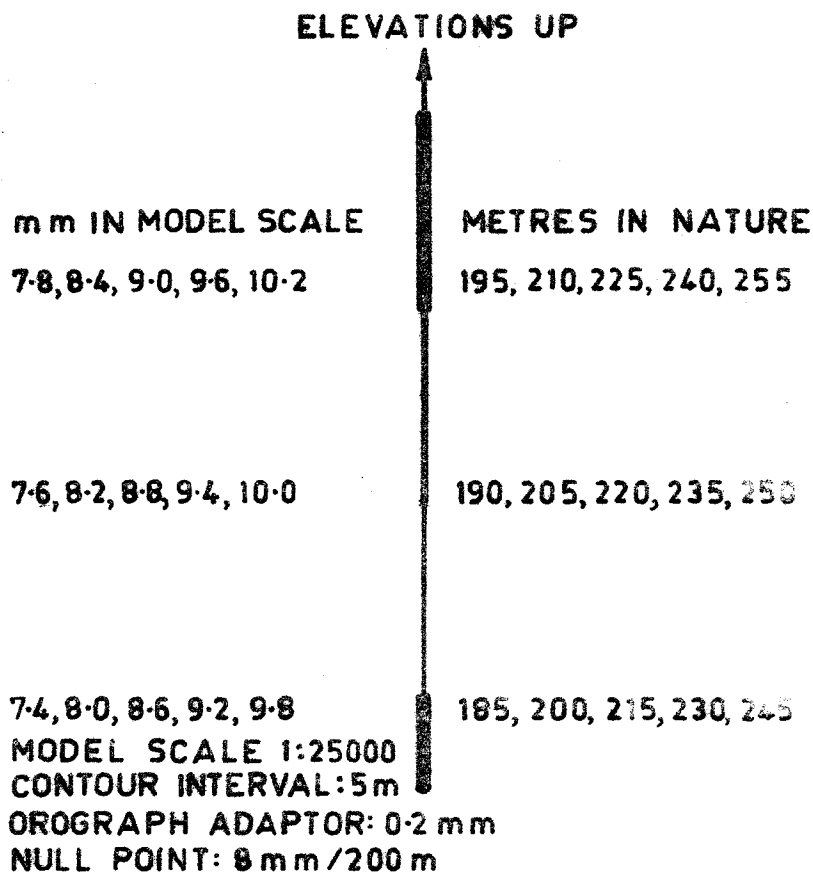 ELEVATIONS UP
mm IN MODEL SCALE METRES IN NATURE
7·8, 8·4, 9·0, 9·6, 10·2 195, 210, 225, 240, 255
7·6, 8·2, 8·8, 9·4, 10·0 190, 205, 220, 235, 250
7·4, 8·0, 8·6, 9·2, 9·8 185, 200, 215, 230, 245
MODEL SCALE 1:25000
CONTOUR INTERVAL: 5m
OROGRAPH ADAPTOR: 0·2 mm
NULL POINT: 8 mm/200 m